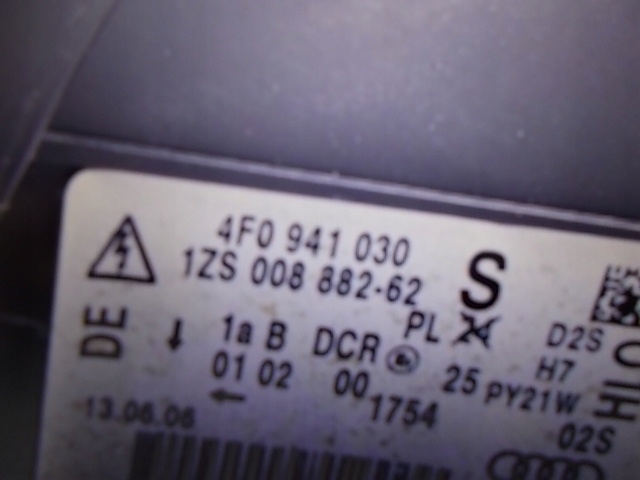 4F0 941 030
1ZS 008 882-62 S
DE 1a B DCR PL D2S
01 02 00 25 H7
1754 PY21W
13.06.06 02S